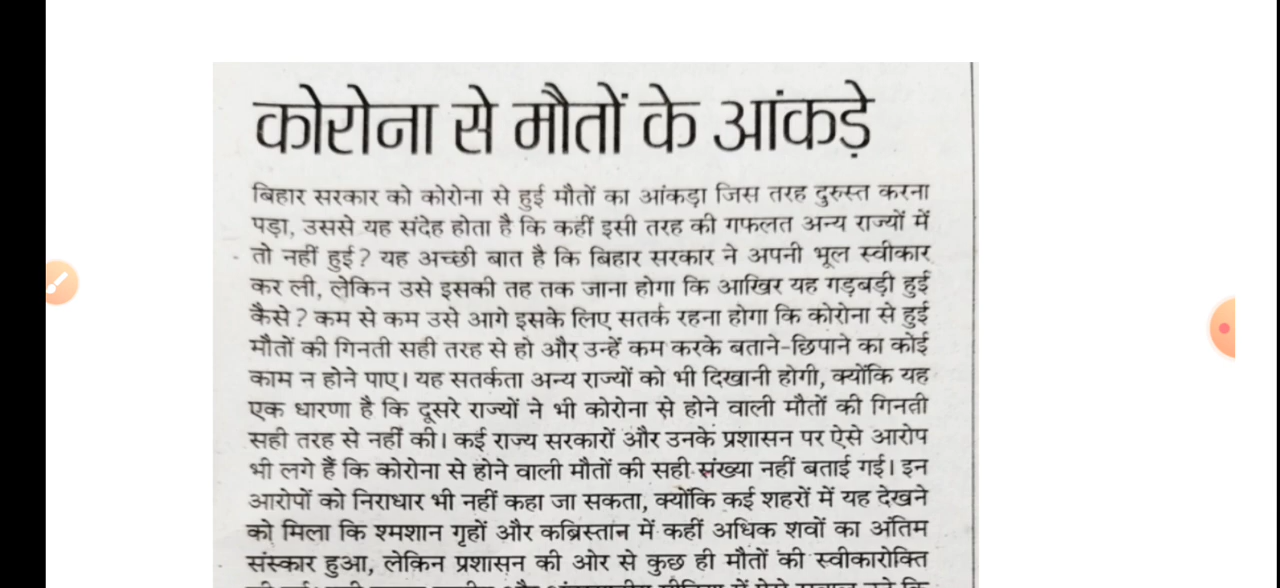 कोरोना से मौतों के आंकड़े
बिहार सरकार को कोरोना से हुई मौतों का आंकड़ा जिस तरह दुरुस्त करना
पड़ा, उससे यह संदेह होता है कि कहीं इसी तरह की गफलत अन्य राज्यों में
तो नहीं हुई? यह अच्छी बात है कि बिहार सरकार ने अपनी भूल स्वीकार
कर ली, लेकिन उसे इसकी तह तक जाना होगा कि आखिर यह गड़बड़ी हुई
कैसे? कम से कम उसे आगे इसके लिए सतर्क रहना होगा कि कोरोना से हुई
मौतों की गिनती सही तरह से हो और उन्हें कम करके बताने-छिपाने का कोई
काम न होने पाए। यह सतर्कता अन्य राज्यों को भी दिखानी होगी, क्योंकि यह
एक धारणा है कि दूसरे राज्यों ने भी कोरोना से होने वाली मौतों की गिनती
सही तरह से नहीं की। कई राज्य सरकारों और उनके प्रशासन पर ऐसे आरोप
भी लगे हैं कि कोरोना से होने वाली मौतों की सही संख्या नहीं बताई गई। इन
आरोपों को निराधार भी नहीं कहा जा सकता, क्योंकि कई शहरों में यह देखने
को मिला कि श्मशान गृहों और कब्रिस्तान में कहीं अधिक शवों का अंतिम
संस्कार हुआ, लेकिन प्रशासन की ओर से कुछ ही मौतों की स्वीकारोक्ति